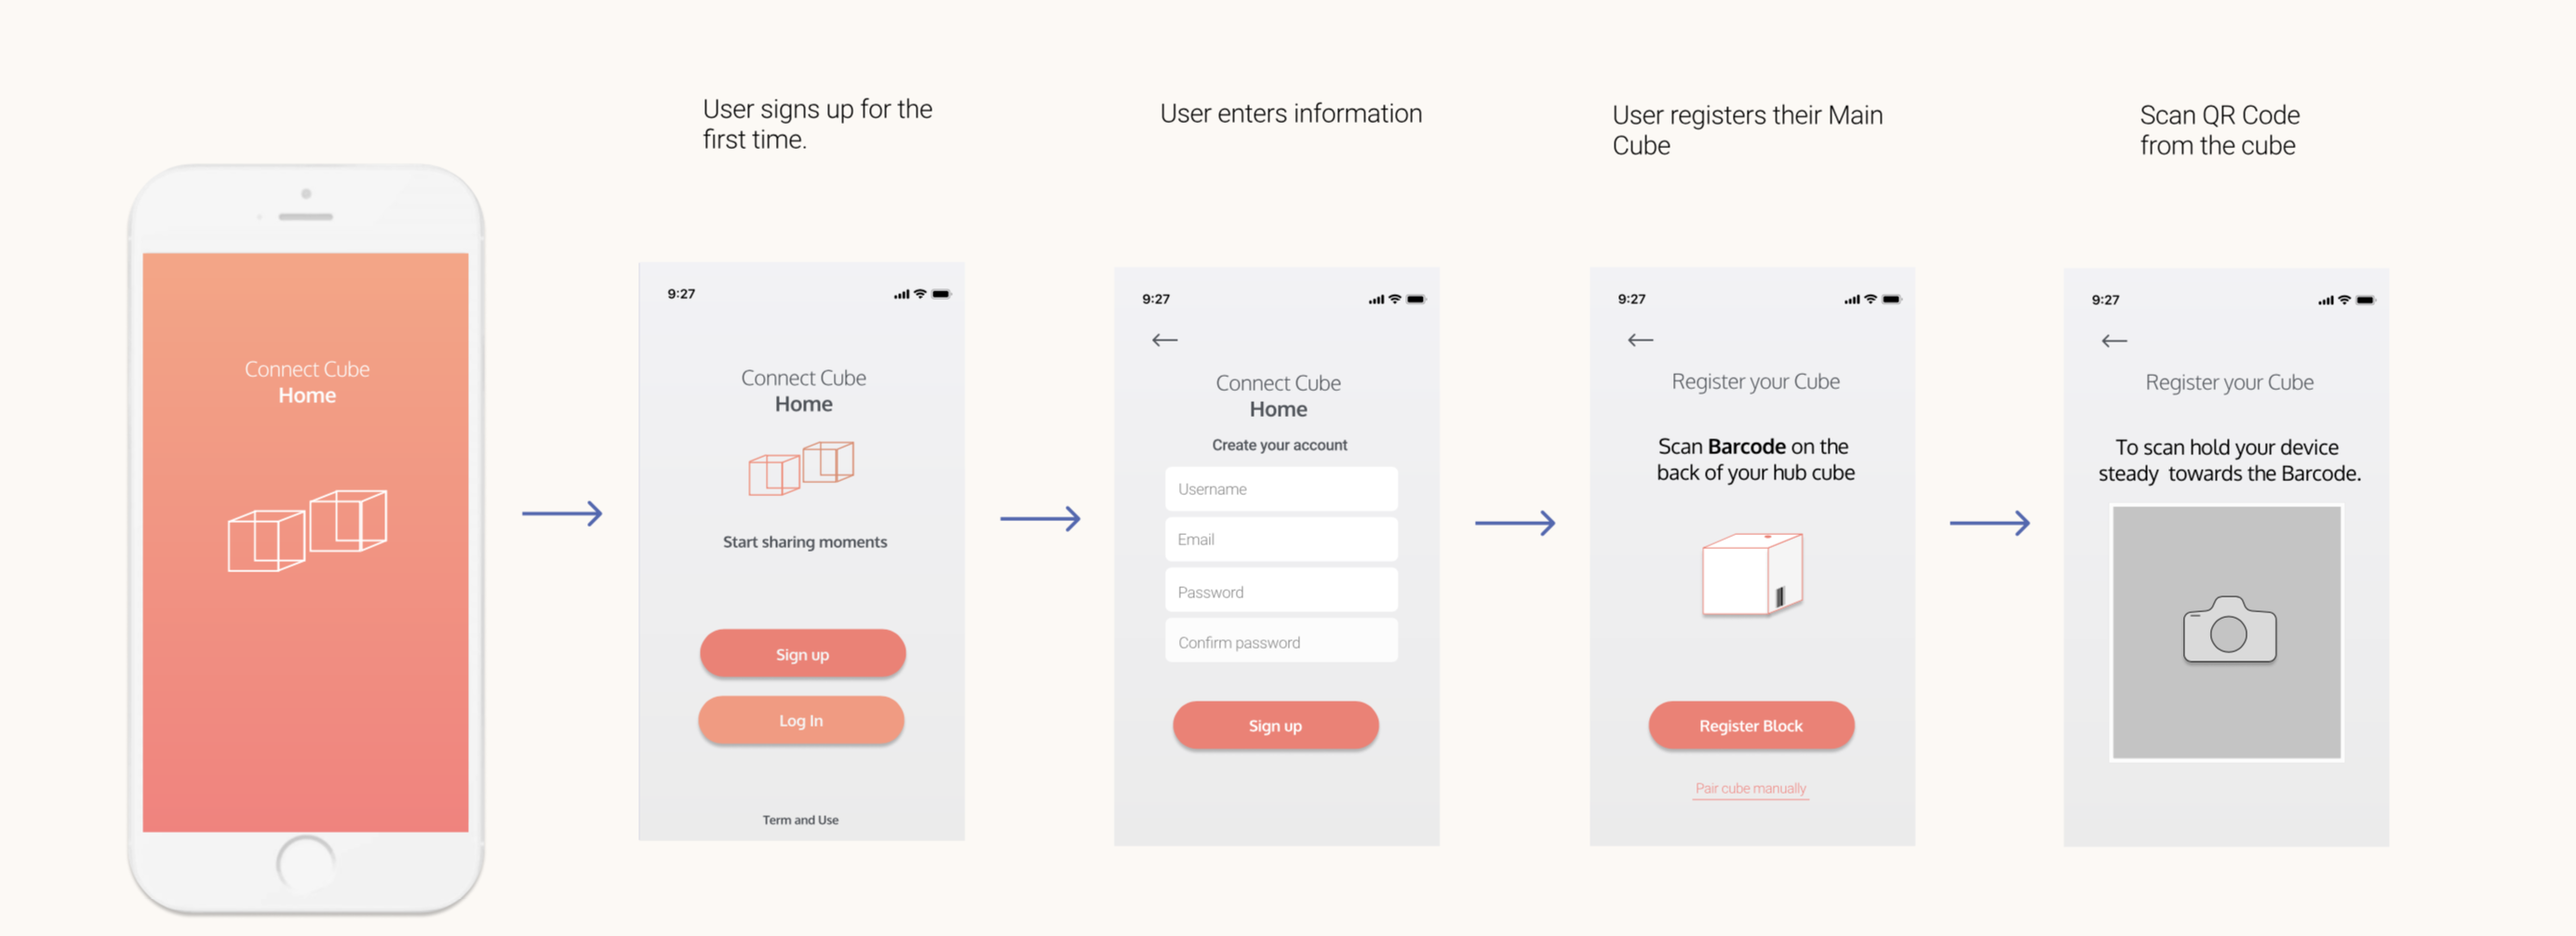 User signs up for the
first time.
User enters information
User registers their Main
Cube
Scan QR Code
from the cube
Connect Cube
Home
9:27
Connect Cube
Home
Start sharing moments
Sign up
Log In
Term and Use
9:27
Connect Cube
Home
Create your account
Username
Email
Password
Confirm password
Sign up
9:27
Register your Cube
Scan Barcode on the
back of your hub cube
Register Block
Pair cube manually
9:27
Register your Cube
To scan hold your device
steady towards the Barcode.